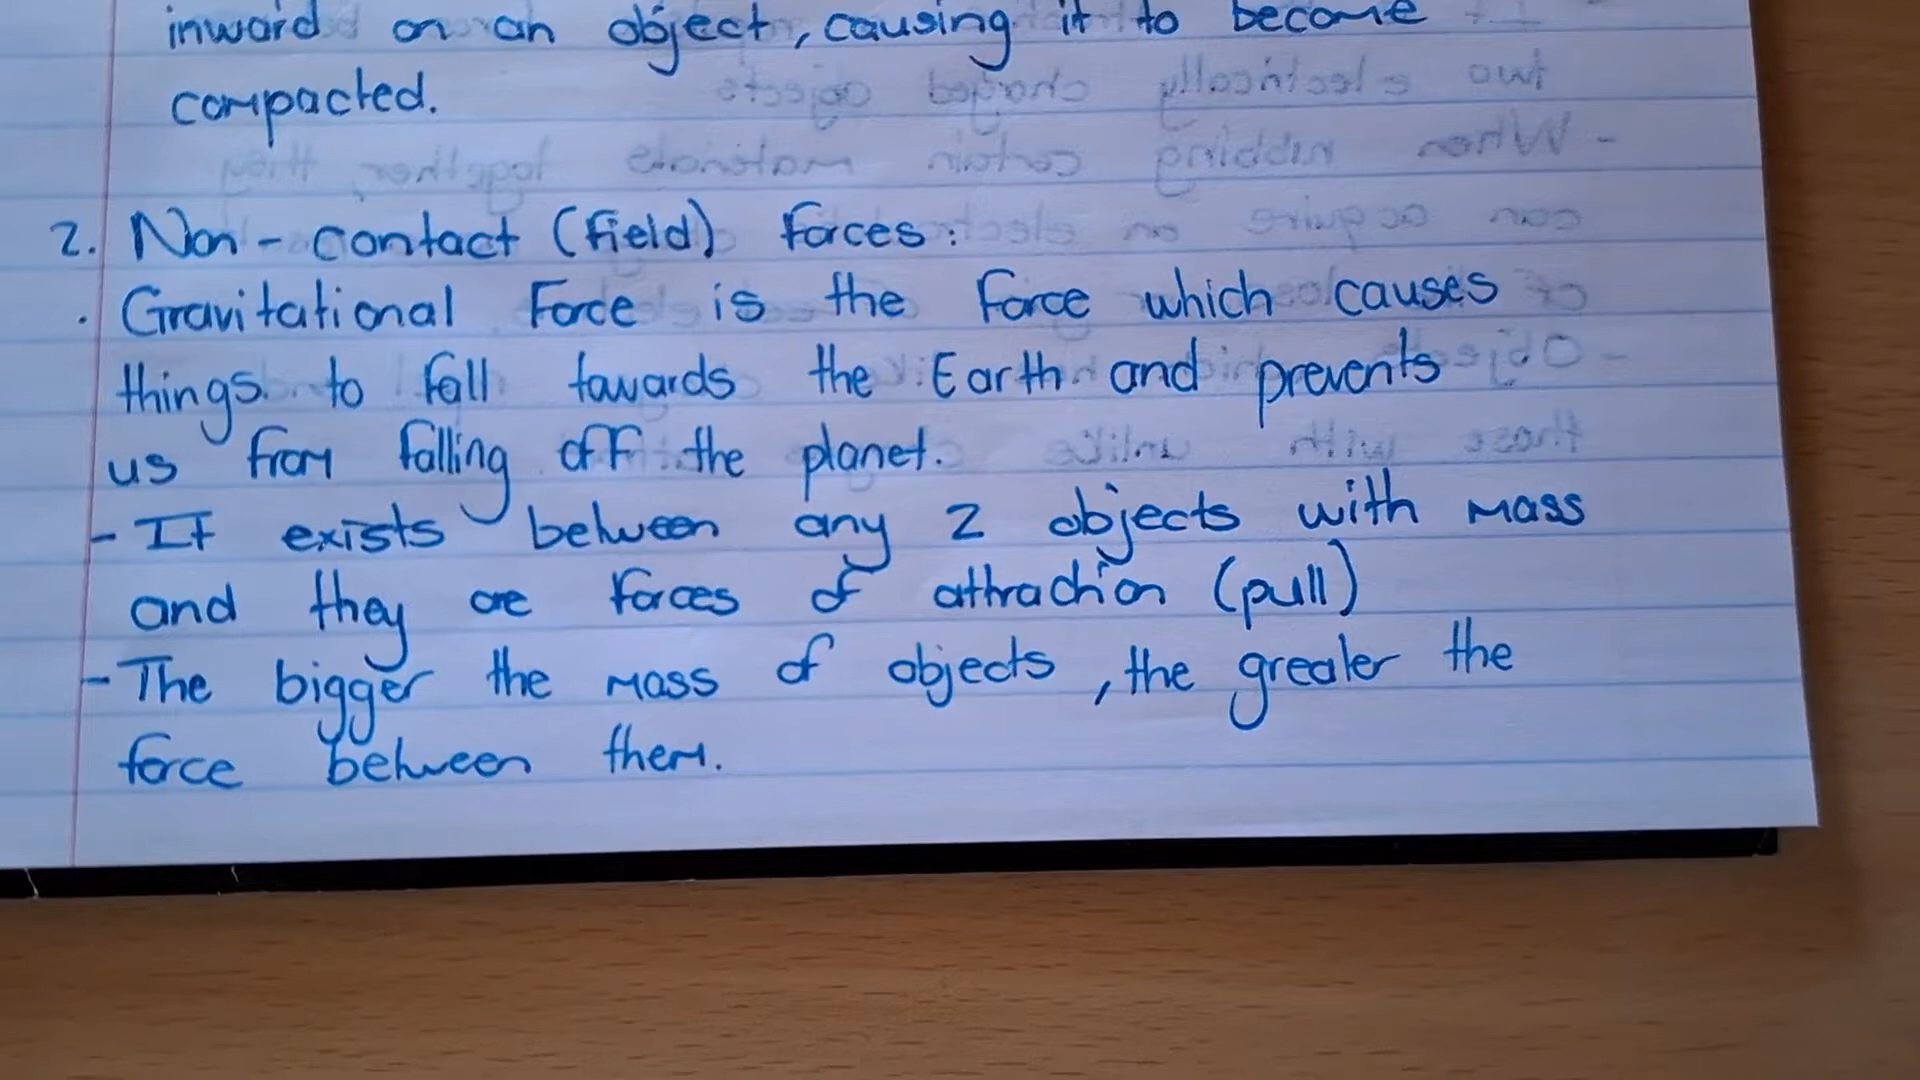 inward on an object, causing it to become
compacted.
2. Non-contact (field) forces:
. Gravitational Force is the force which causes
things to fall towards the Earth and prevents
us from falling off the planet.
- It exists between any 2 objects with mass
and they are forces of attraction (pull)
- The bigger the mass of objects, the greater the
force between them.